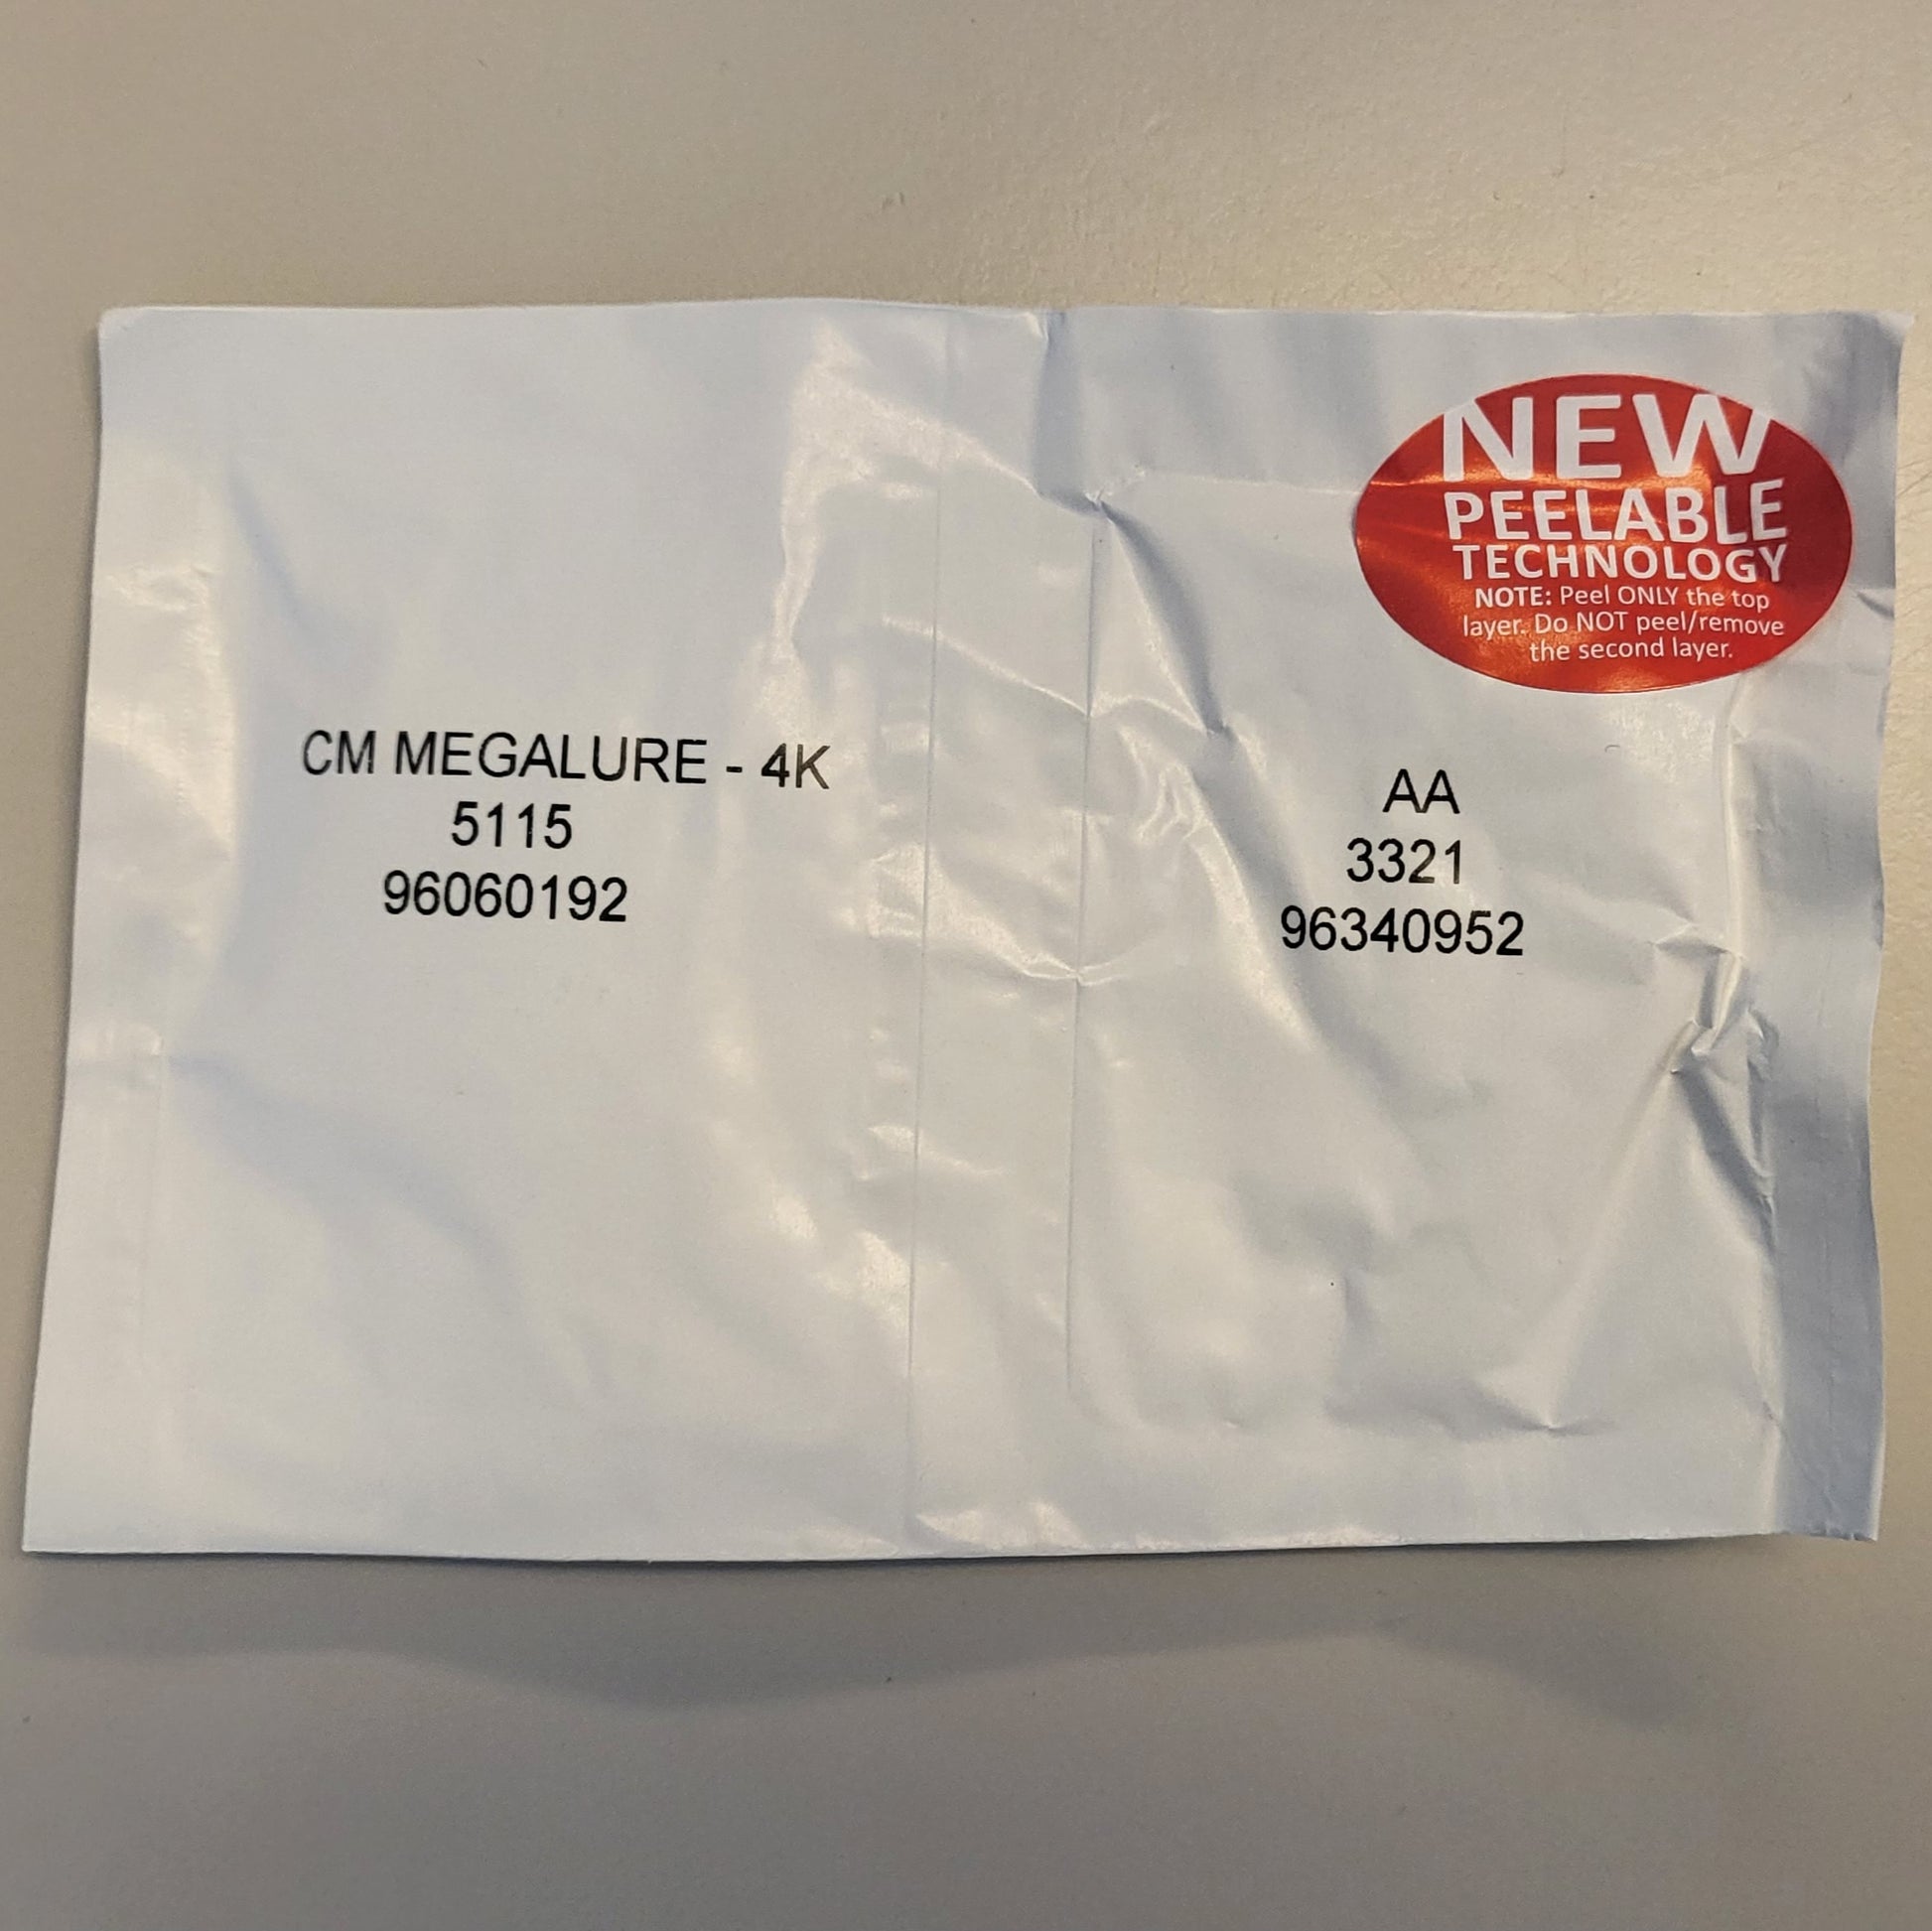 NEW
PEELABLE
TECHNOLOGY
NOTE: Peel ONLY the top
layer. Do NOT peel/remove
the second layer.
CM MEGALURE - 4K
5115
96060192
AA
3321
96340952